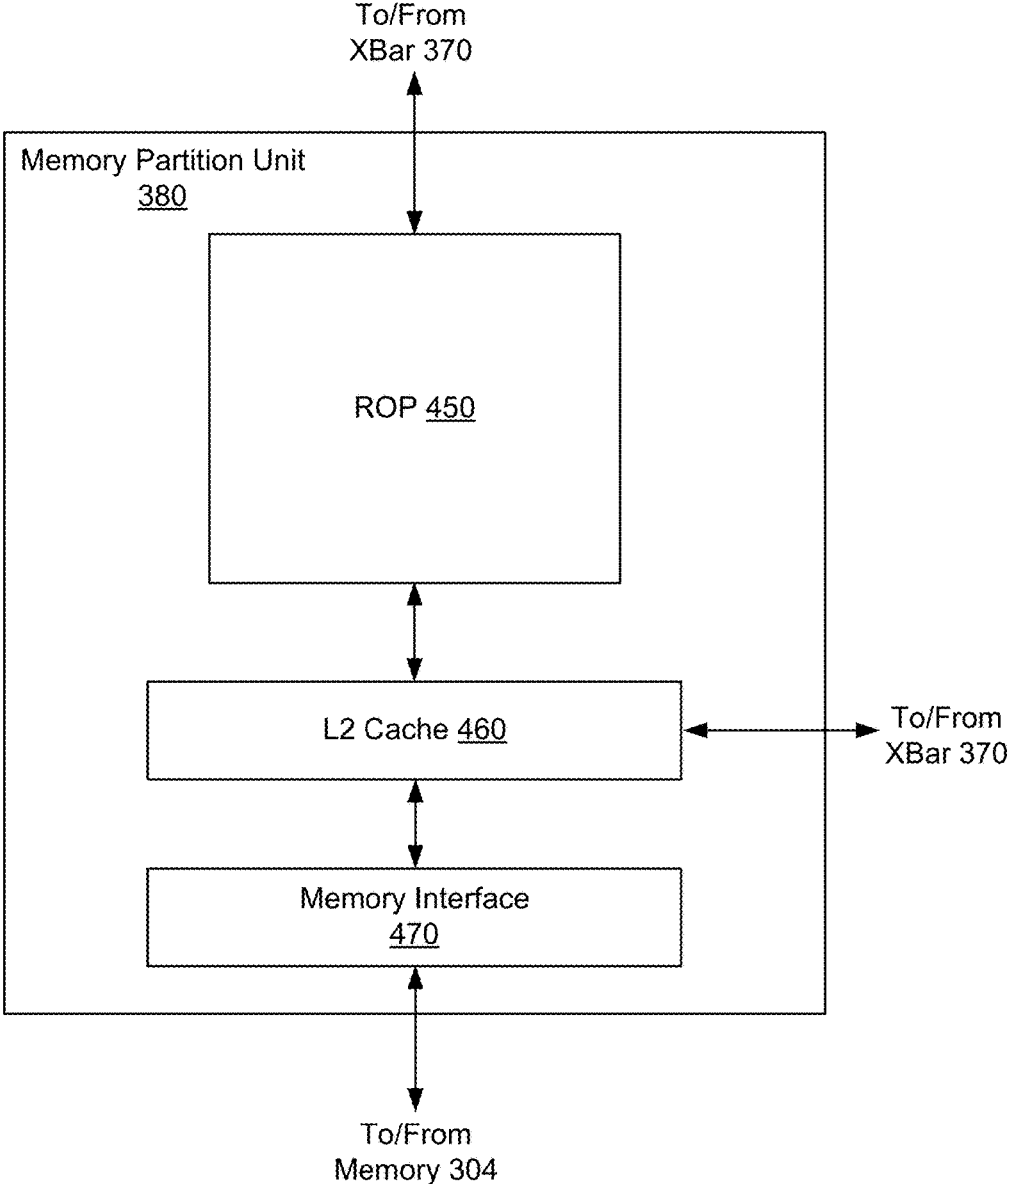 To/From
XBar 370
Memory Partition Unit
380
ROP 450
L2 Cache 460
To/From
XBar 370
Memory Interface
470
To/From
Memory 304